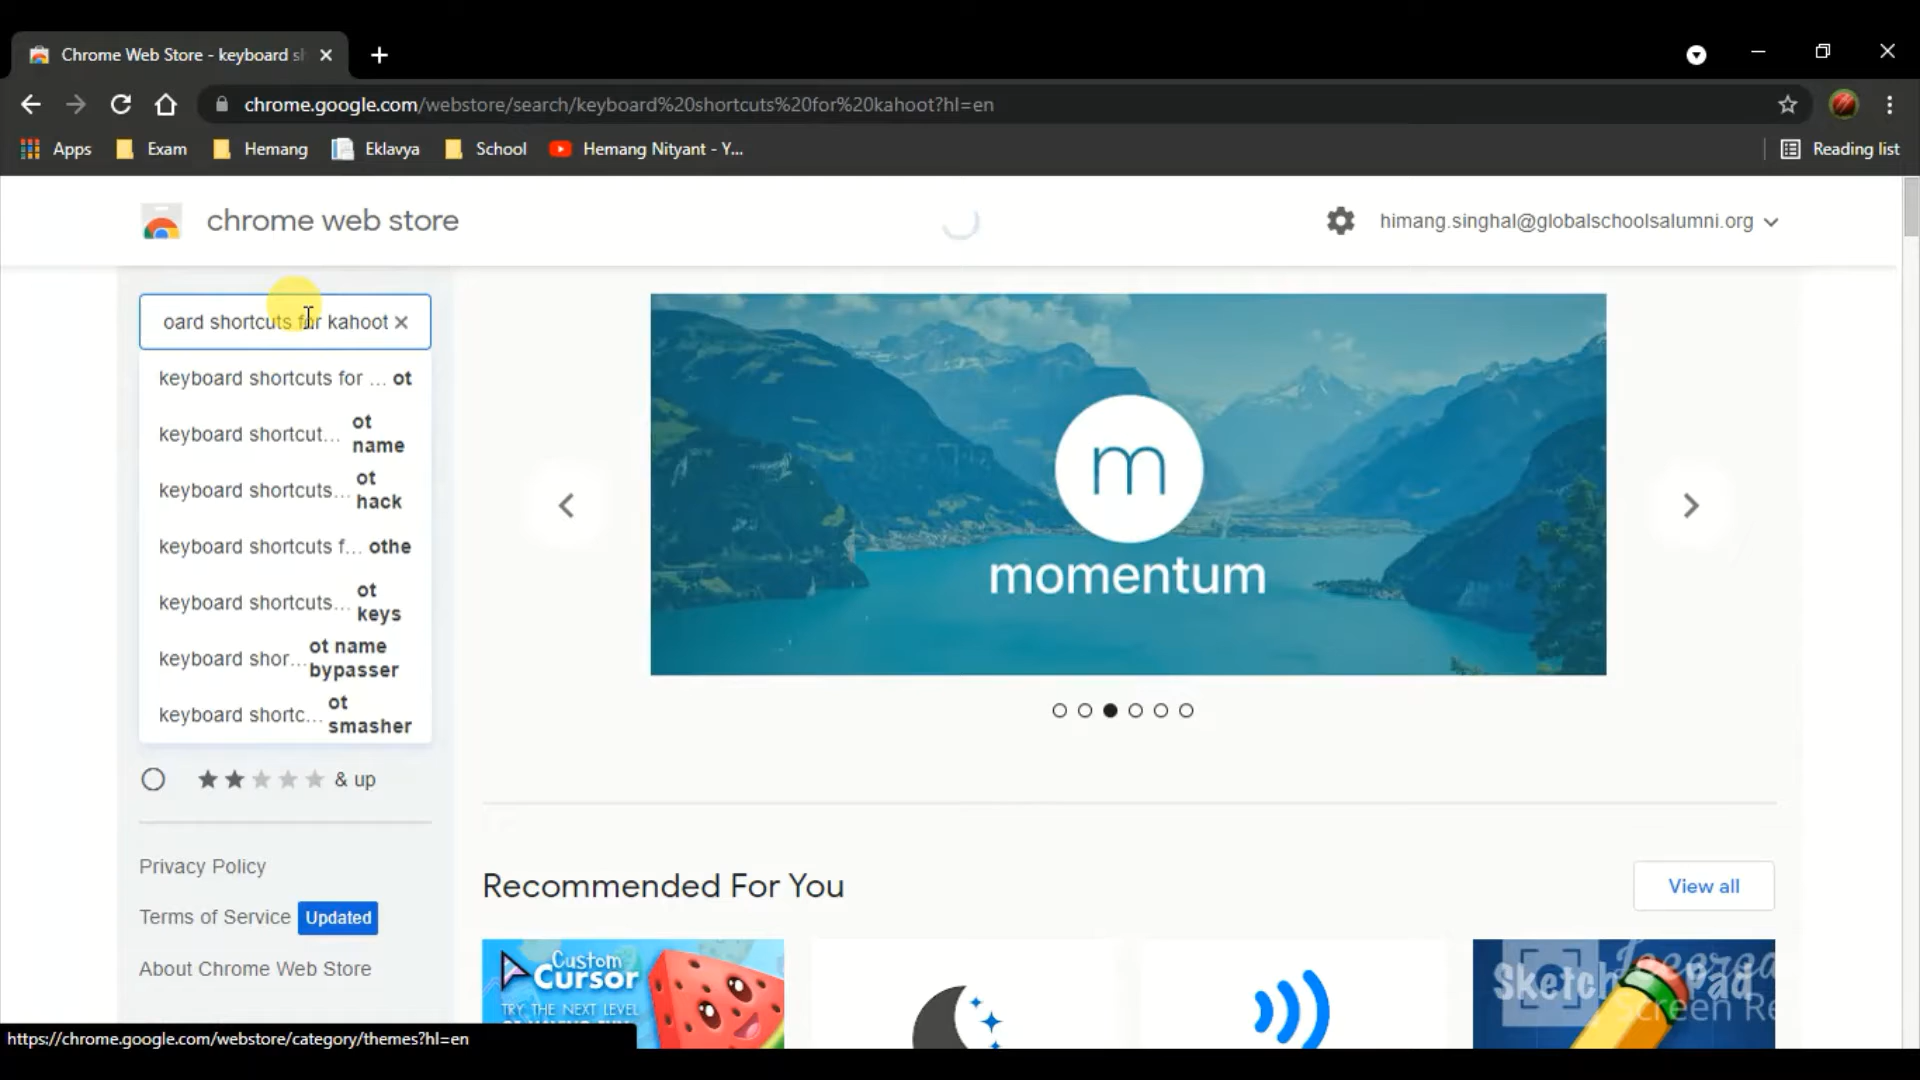 Chrome Web Store - keyboard sh
chrome.google.com/webstore/search/keyboard%20shortcuts%20for%20kahoot?hl=en
Apps Exam Hemang Eklavya School Hemang Nityant - Y... Reading list
chrome web store
himang.singhal@globalschoolsalumni.org
oard shortcuts for kahoot
keyboard shortcuts for ... ot
keyboard shortcut... ot name
keyboard shortcuts... ot hack
keyboard shortcuts f... othe
keyboard shortcuts... ot keys
keyboard shor... ot name bypasser
keyboard shortc... ot smasher
& up
m
momentum
Privacy Policy
Terms of Service Updated
About Chrome Web Store
Recommended For You
View all
Custom
Cursor
TRY THE NEXT LEVEL
Sketch Pad
Screen Re
https://chrome.google.com/webstore/category/themes?hl=en